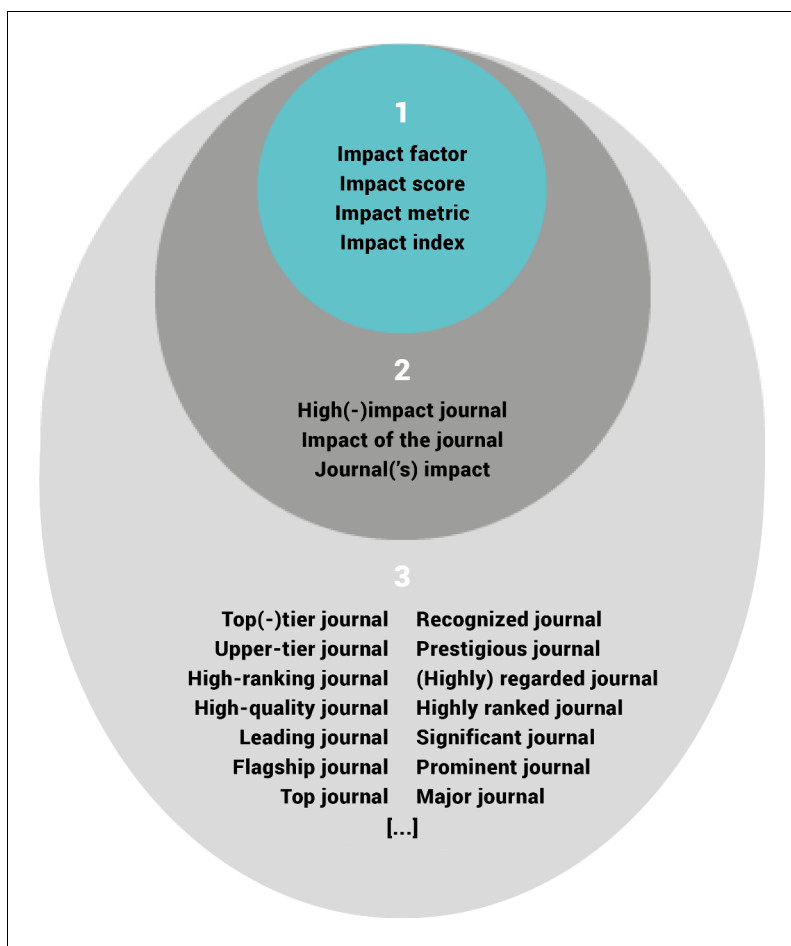 1
Impact factor
Impact score
Impact metric
Impact index
2
High(-)impact journal
Impact of the journal
Journal('s) impact
3
Top(-)tier journal Recognized journal
Upper-tier journal Prestigious journal
High-ranking journal (Highly) regarded journal
High-quality journal Highly ranked journal
Leading journal Significant journal
Flagship journal Prominent journal
Top journal Major journal
[...]